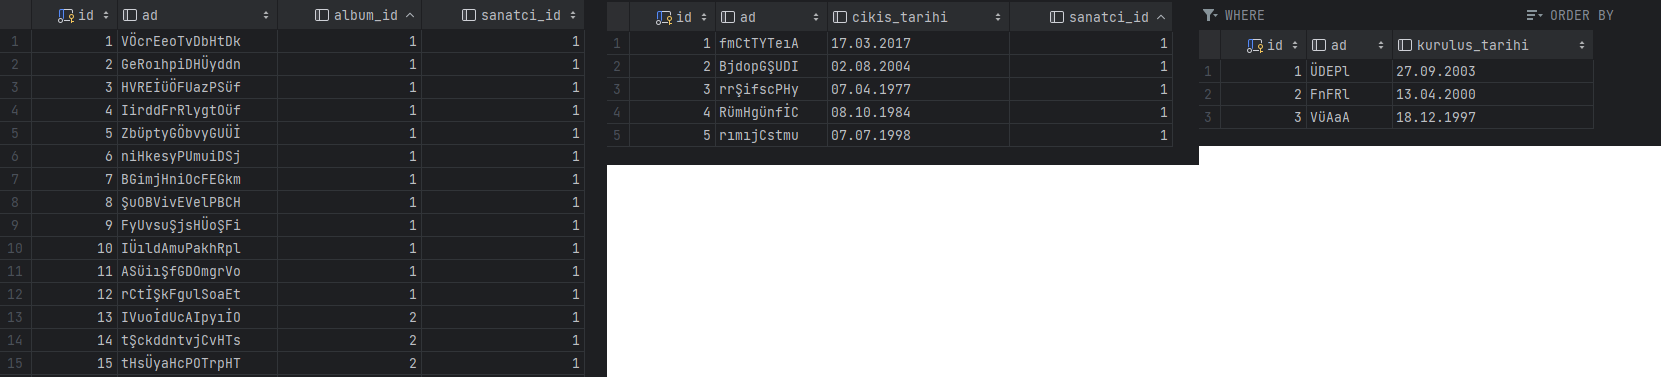 id ad album_id sanatci_id
1 1 VÖcrEeoTvDbHtDk 1 1
2 2 GeRoıhpiDHÜyddn 1 1
3 3 HVREİüÖFUazPSüf 1 1
4 4 IirddFrRlygtOüf 1 1
5 5 ZbÜptyGÖbvyGUÜİ 1 1
6 6 niHkesyPUmuiDSj 1 1
7 7 BGimjHniOcFEGkm 1 1
8 8 ŞuOBVivEVelPBCH 1 1
9 9 FyUvsuŞjsHÜoŞFi 1 1
10 10 IÜıldAmuPakhRpl 1 1
11 11 ASüiışfGDOmgrVo 1 1
12 12 rCtİŞkFgulSoaEt 1 1
13 13 IVuoİdUcAIpyıİO 2 1
14 14 tŞckddntvjCvHTs 2 1
15 15 tHsÜyaHcPOTrpHT 2 1
id ad cikis_tarihi sanatci_id
1 1 fmCtTYTeıA 17.03.2017 1
2 2 BjdopGŞUDI 02.08.2004 1
3 3 rrŞifscPHy 07.04.1977 1
4 4 RÜmHgünfİC 08.10.1984 1
5 5 rımıjCstmu 07.07.1998 1
WHERE ORDER BY
id ad kurulus_tarihi
1 1 ÜDEPl 27.09.2003
2 2 FnFRl 13.04.2000
3 3 VüAaA 18.12.1997